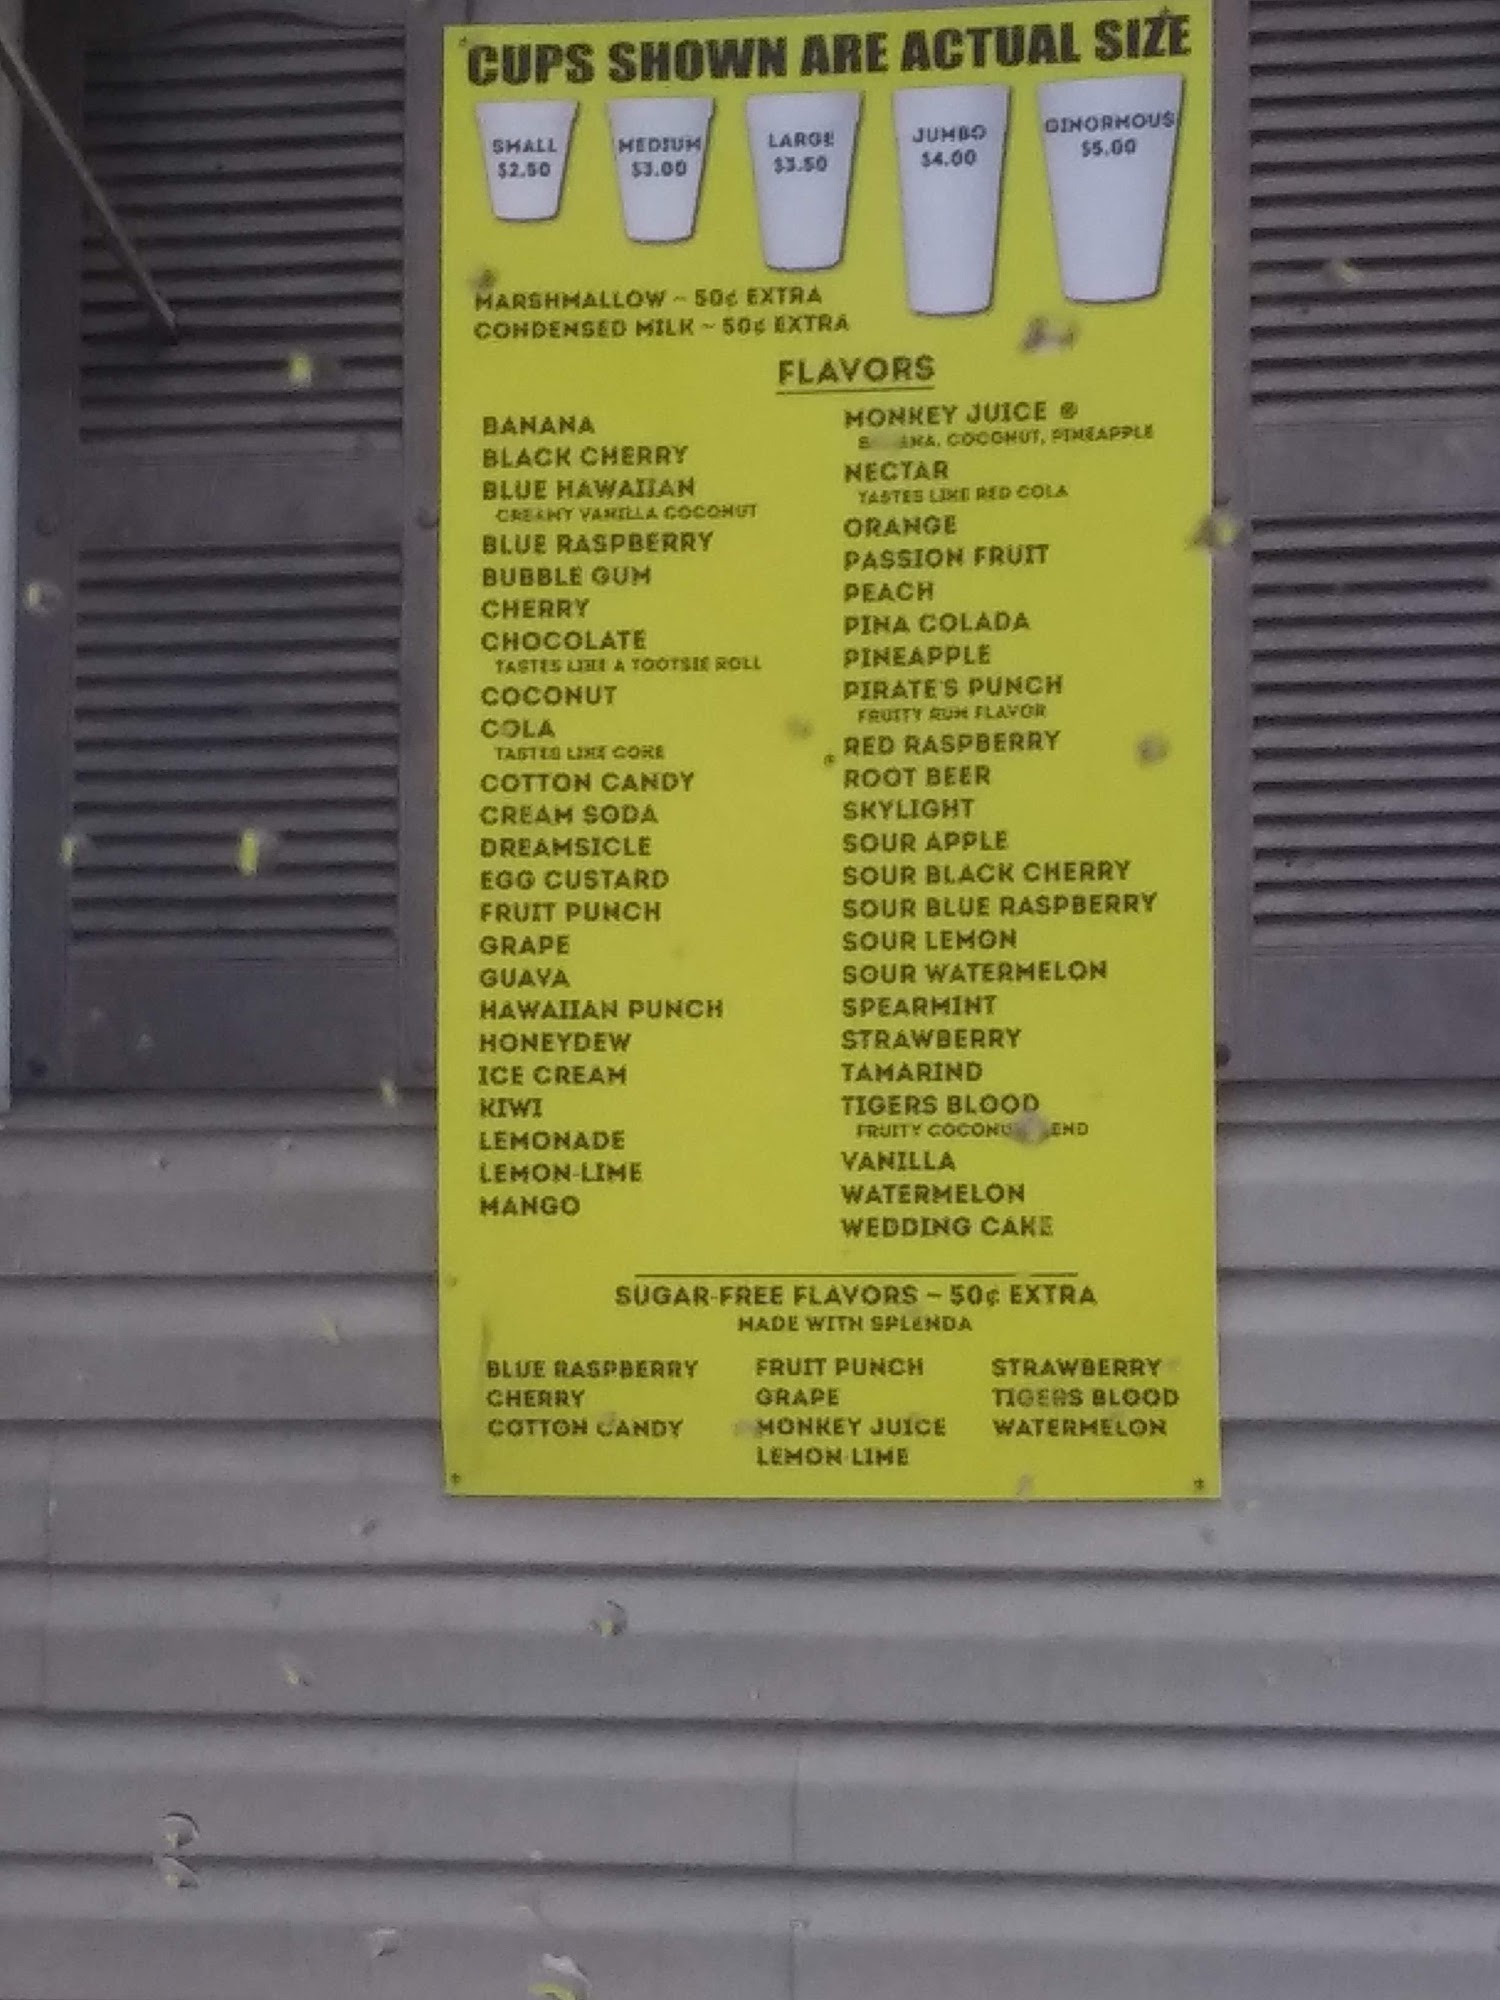 CUPS SHOWN ARE ACTUAL SIZE
SMALL
$2.50
MEDIUM
$3.00
LARGE
$3.50
JUMBO
$4.00
GINORMOUS
$5.00
MARSHMALLOW ~ 50¢ EXTRA
CONDENSED MILK ~ 50¢ EXTRA
FLAVORS
BANANA
BLACK CHERRY
BLUE HAWAIIAN
CREAMY VANILLA COCONUT
BLUE RASPBERRY
BUBBLE GUM
CHERRY
CHOCOLATE
TASTES LIKE A TOOTSIE ROLL
COCONUT
COLA
TASTES LIKE COKE
COTTON CANDY
CREAM SODA
DREAMSICLE
EGG CUSTARD
FRUIT PUNCH
GRAPE
GUAVA
HAWAIIAN PUNCH
HONEYDEW
ICE CREAM
KIWI
LEMONADE
LEMON-LIME
MANGO
MONKEY JUICE ®
COCONUT, PINEAPPLE
NECTAR
TASTES LIKE RED COLA
ORANGE
PASSION FRUIT
PEACH
PINA COLADA
PINEAPPLE
PIRATE'S PUNCH
FRUITY RUM FLAVOR
RED RASPBERRY
ROOT BEER
SKYLIGHT
SOUR APPLE
SOUR BLACK CHERRY
SOUR BLUE RASPBERRY
SOUR LEMON
SOUR WATERMELON
SPEARMINT
STRAWBERRY
TAMARIND
TIGERS BLOOD
FRUITY COCONUT
VANILLA
WATERMELON
WEDDING CAKE
SUGAR-FREE FLAVORS ~ 50¢ EXTRA
MADE WITH SPLENDA
BLUE RASPBERRY
CHERRY
COTTON CANDY
FRUIT PUNCH
GRAPE
MONKEY JUICE
LEMON-LIME
STRAWBERRY
TIGERS BLOOD
WATERMELON